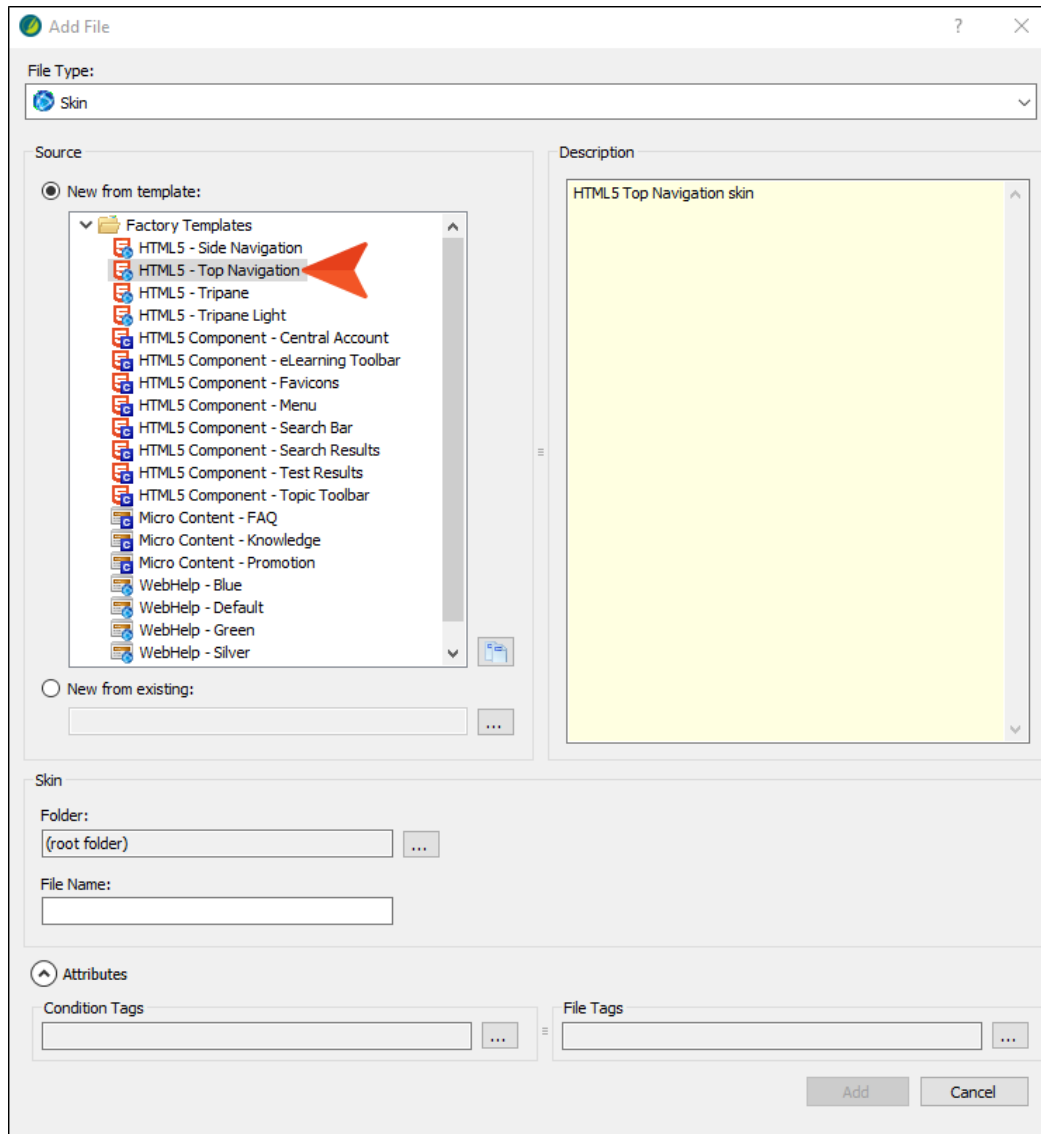 Add File
?
File Type:
Skin
Source
New from template:
Factory Templates
HTML5 - Side Navigation
HTML5 - Top Navigation
HTML5 - Tripane
HTML5 - Tripane Light
HTML5 Component - Central Account
HTML5 Component - eLearning Toolbar
HTML5 Component - Favicons
HTML5 Component - Menu
HTML5 Component - Search Bar
HTML5 Component - Search Results
HTML5 Component - Test Results
HTML5 Component - Topic Toolbar
Micro Content - FAQ
Micro Content - Knowledge
Micro Content - Promotion
WebHelp - Blue
WebHelp - Default
WebHelp - Green
WebHelp - Silver
New from existing:
...
Description
HTML5 Top Navigation skin
Skin
Folder:
(root folder)
...
File Name:
Attributes
Condition Tags
...
File Tags
...
Add
Cancel